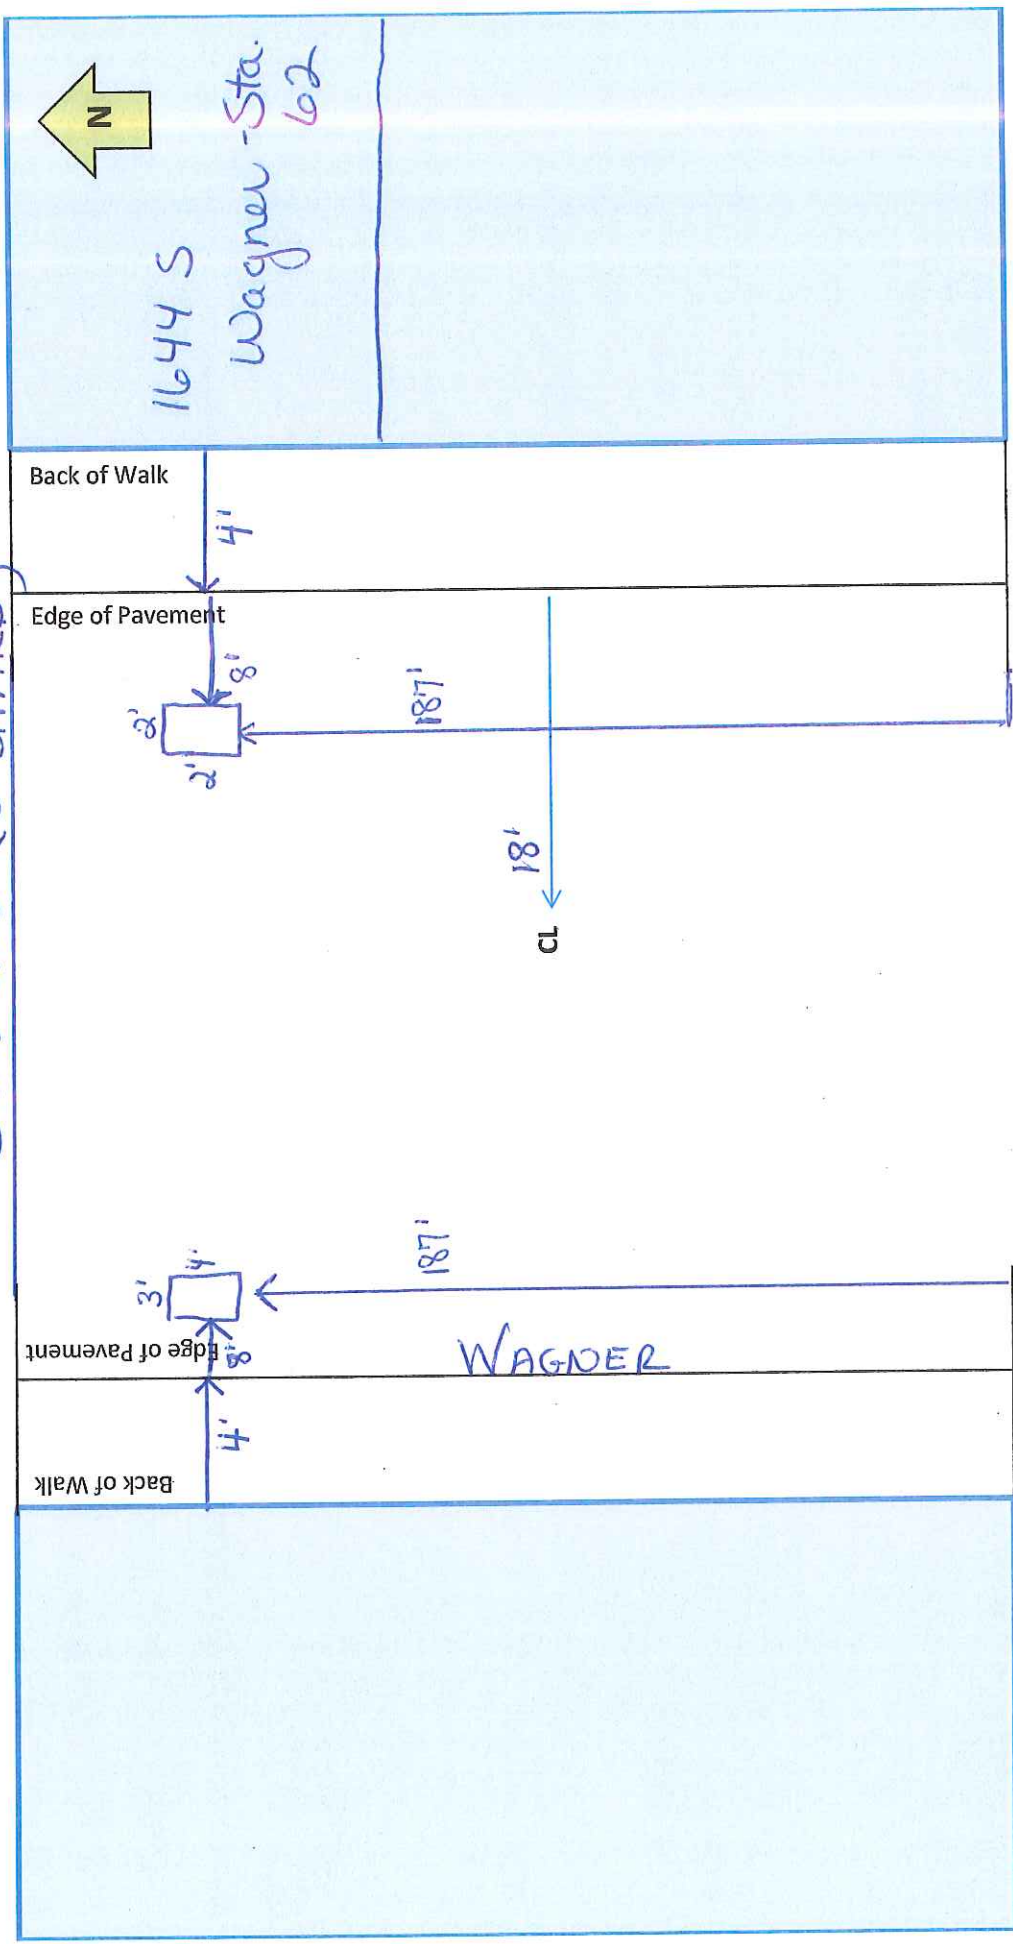 N
1644 S
Wagner - Sta.
62
Back of Walk
4'
Edge of Pavement
8'
2'
2'
187'
18'
CL
3'
4'
187'
Edge of Pavement
8'
WAGNER
4'
Back of Walk